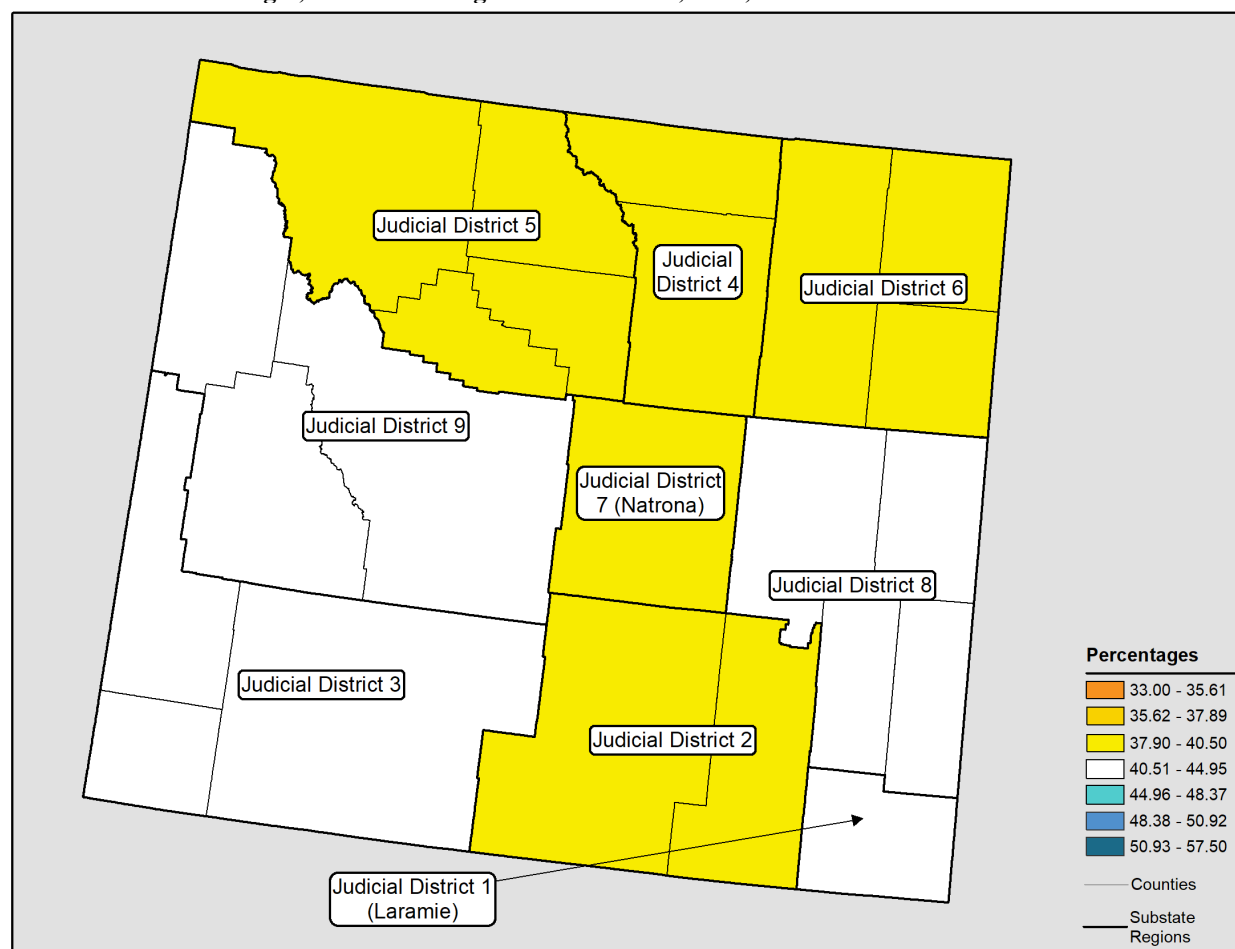 Judicial District 5
Judicial
District 4
Judicial District 6
Judicial District 9
Judicial District
7 (Natrona)
Judicial District 8
Judicial District 3
Judicial District 2
Judicial District 1
(Laramie)
Percentages
33.00 - 35.61
35.62 - 37.89
37.90 - 40.50
40.51 - 44.95
44.96 - 48.37
48.38 - 50.92
50.93 - 57.50
Counties
Substate
Regions